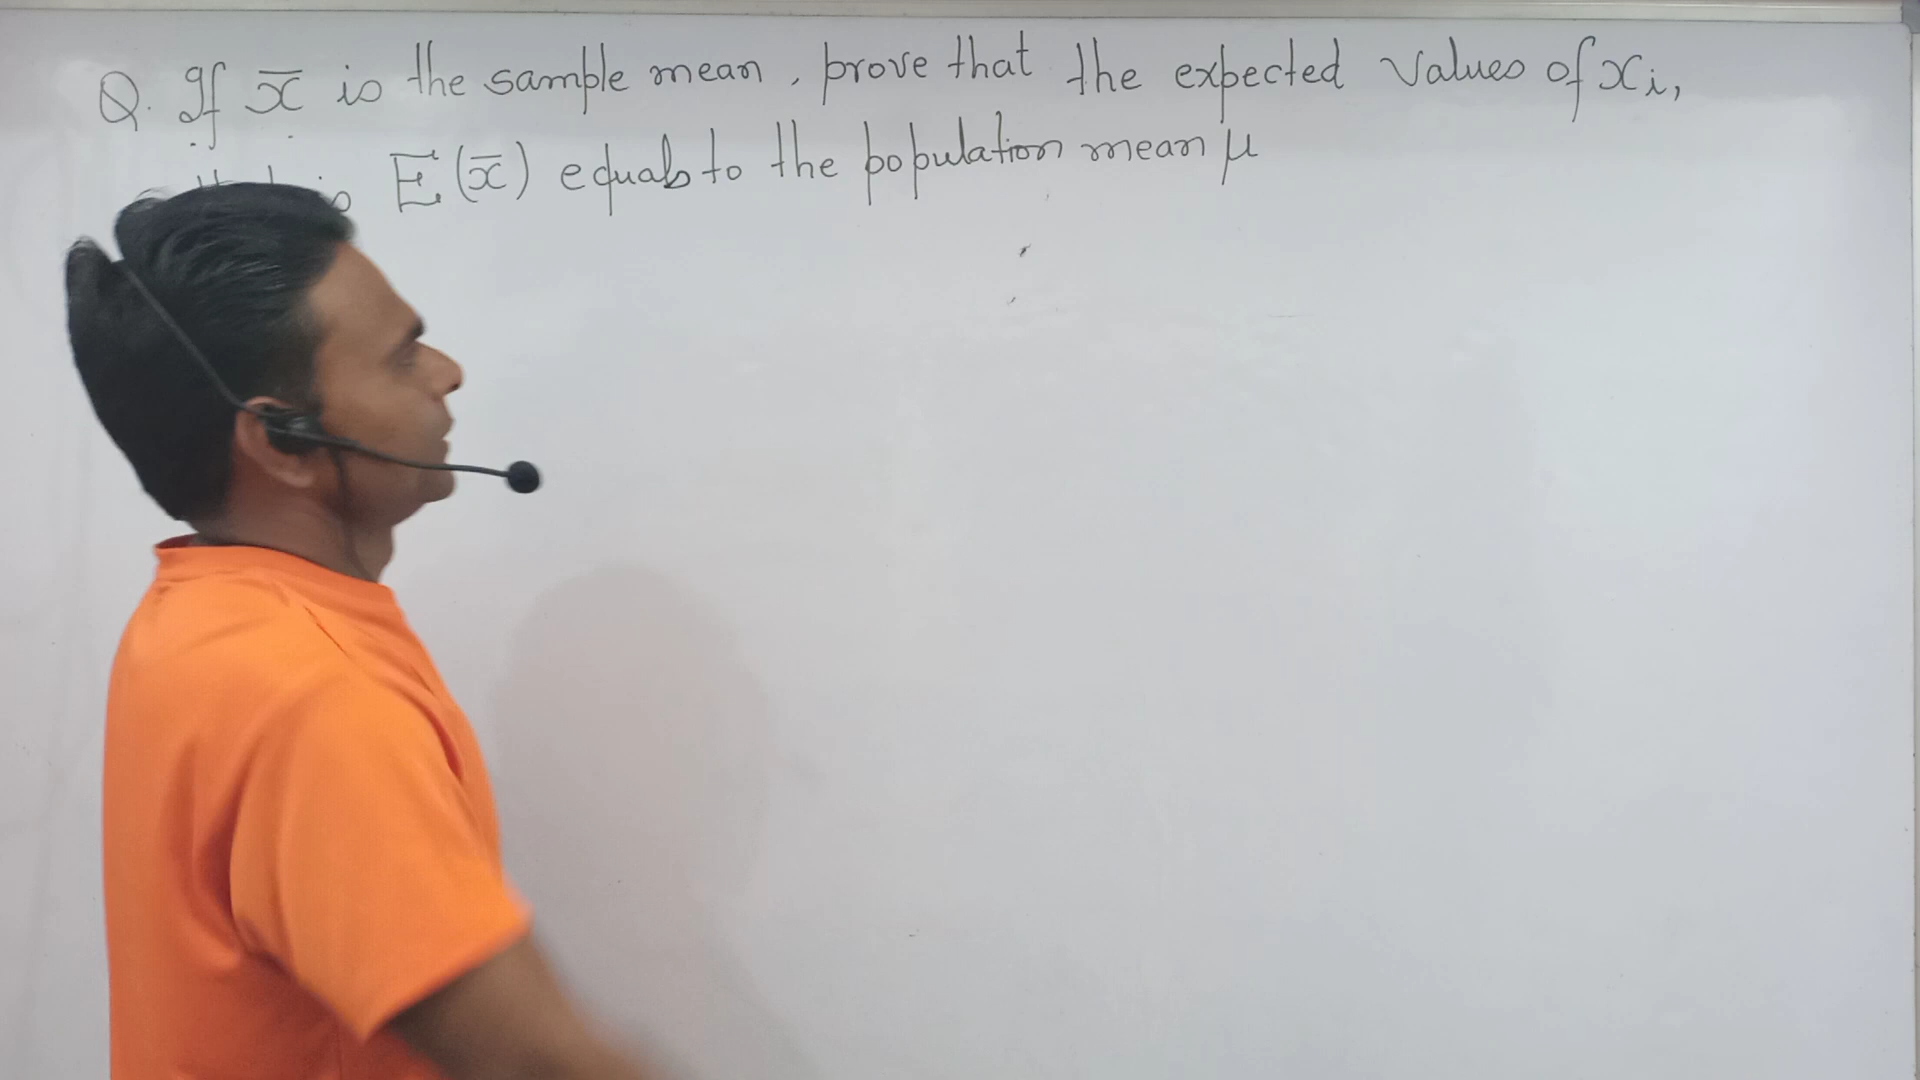 Q. If x̄ is the sample mean, prove that the expected values of xi,
E(x̄) equals to the population mean μ